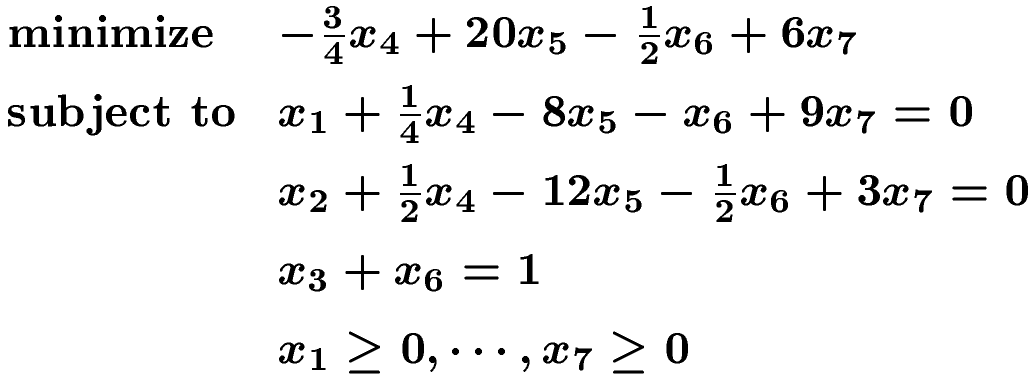 minimize −3/4x₄ + 20x₅ − 1/2x₆ + 6x₇
subject to x₁ + 1/4x₄ − 8x₅ − x₆ + 9x₇ = 0
x₂ + 1/2x₄ − 12x₅ − 1/2x₆ + 3x₇ = 0
x₃ + x₆ = 1
x₁ ≥ 0, ⋯ , x₇ ≥ 0